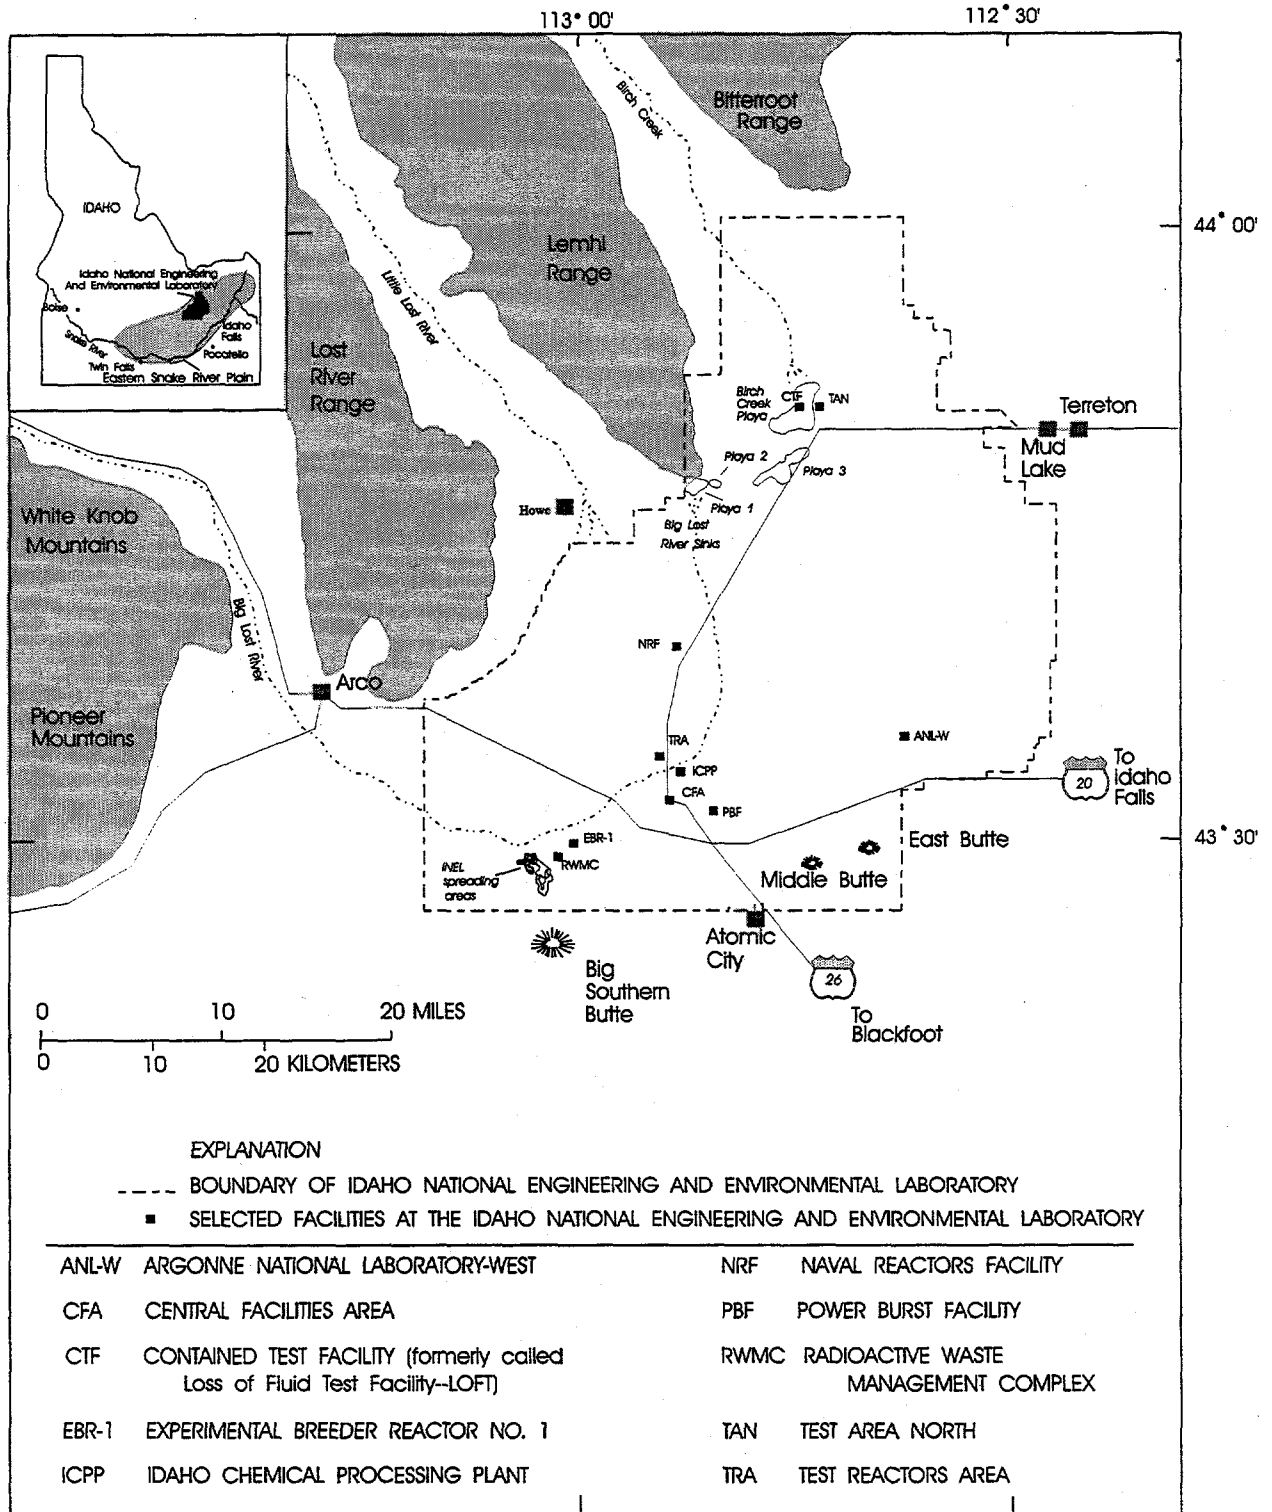 113° 00'
112° 30'
44° 00'
43° 30'
IDAHO
Idaho National Engineering
And Environmental Laboratory
Boise
Snake River
Twin Falls
Idaho
Falls
Pocatello
Eastern Snake River Plain
Birch Creek
Bitterroot
Range
Lemhi
Range
Little Lost River
Lost
River
Range
Birch
Creek
Playa
CTF
TAN
Terreton
Mud
Lake
Playa 2
Playa 3
Playa 1
Howe
Big Lost
River Sinks
White Knob
Mountains
Big Lost River
NRF
Arco
Pioneer
Mountains
TRA
ANL-W
ICPP
CFA
PBF
20
To
Idaho
Falls
EBR-1
RWMC
INEL
spreading
areas
East Butte
Middle Butte
Atomic
City
Big
Southern
Butte
26
To
Blackfoot
0 10 20 MILES
0 10 20 KILOMETERS
EXPLANATION
BOUNDARY OF IDAHO NATIONAL ENGINEERING AND ENVIRONMENTAL LABORATORY
SELECTED FACILITIES AT THE IDAHO NATIONAL ENGINEERING AND ENVIRONMENTAL LABORATORY
ANL-W ARGONNE NATIONAL LABORATORY-WEST
NRF NAVAL REACTORS FACILITY
CFA CENTRAL FACILITIES AREA
PBF POWER BURST FACILITY
CTF CONTAINED TEST FACILITY (formerly called
Loss of Fluid Test Facility--LOFT)
RWMC RADIOACTIVE WASTE
MANAGEMENT COMPLEX
EBR-1 EXPERIMENTAL BREEDER REACTOR NO. 1
TAN TEST AREA NORTH
ICPP IDAHO CHEMICAL PROCESSING PLANT
TRA TEST REACTORS AREA